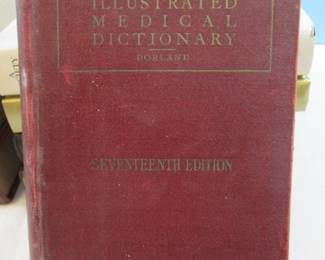 ILLUSTRATED
MEDICAL
DICTIONARY
DORLAND
SEVENTEENTH EDITION